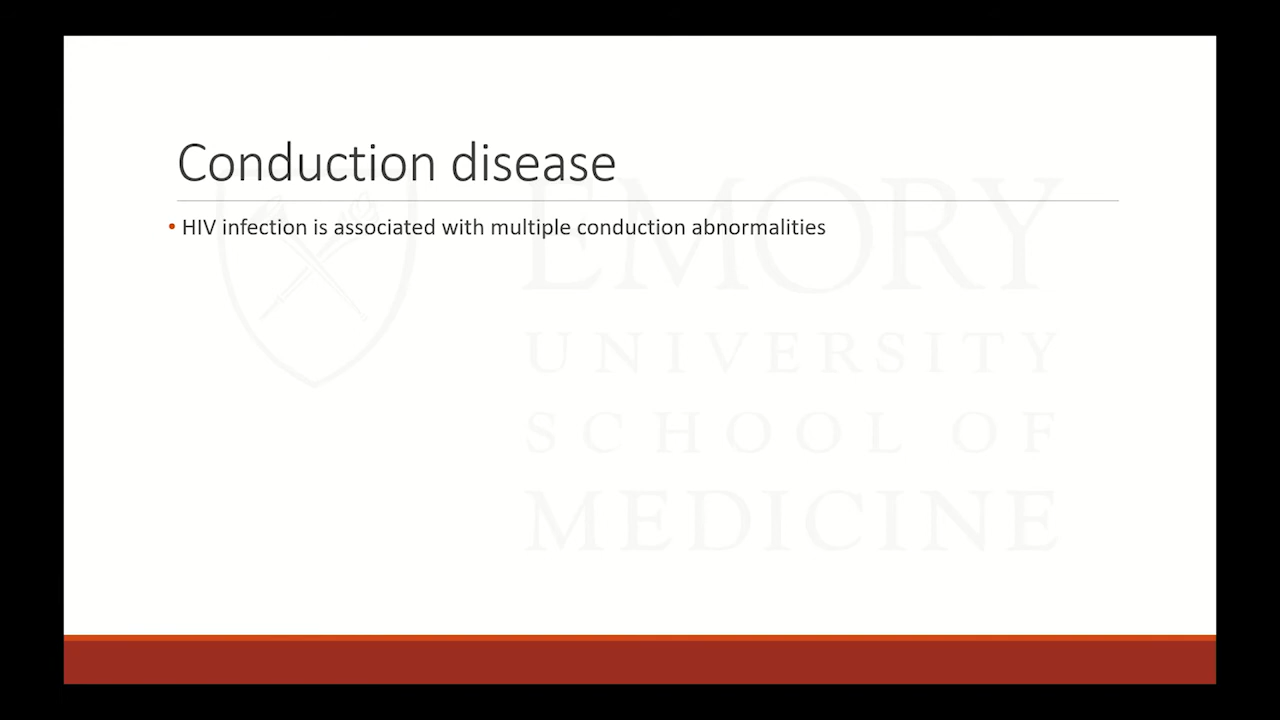 Conduction disease
• HIV infection is associated with multiple conduction abnormalities
EMORY
UNIVERSITY
SCHOOL OF
MEDICINE